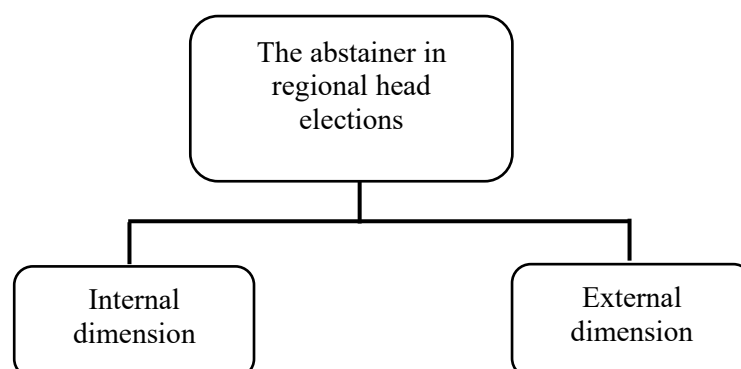 The abstainer in
regional head
elections
Internal
dimension
External
dimension